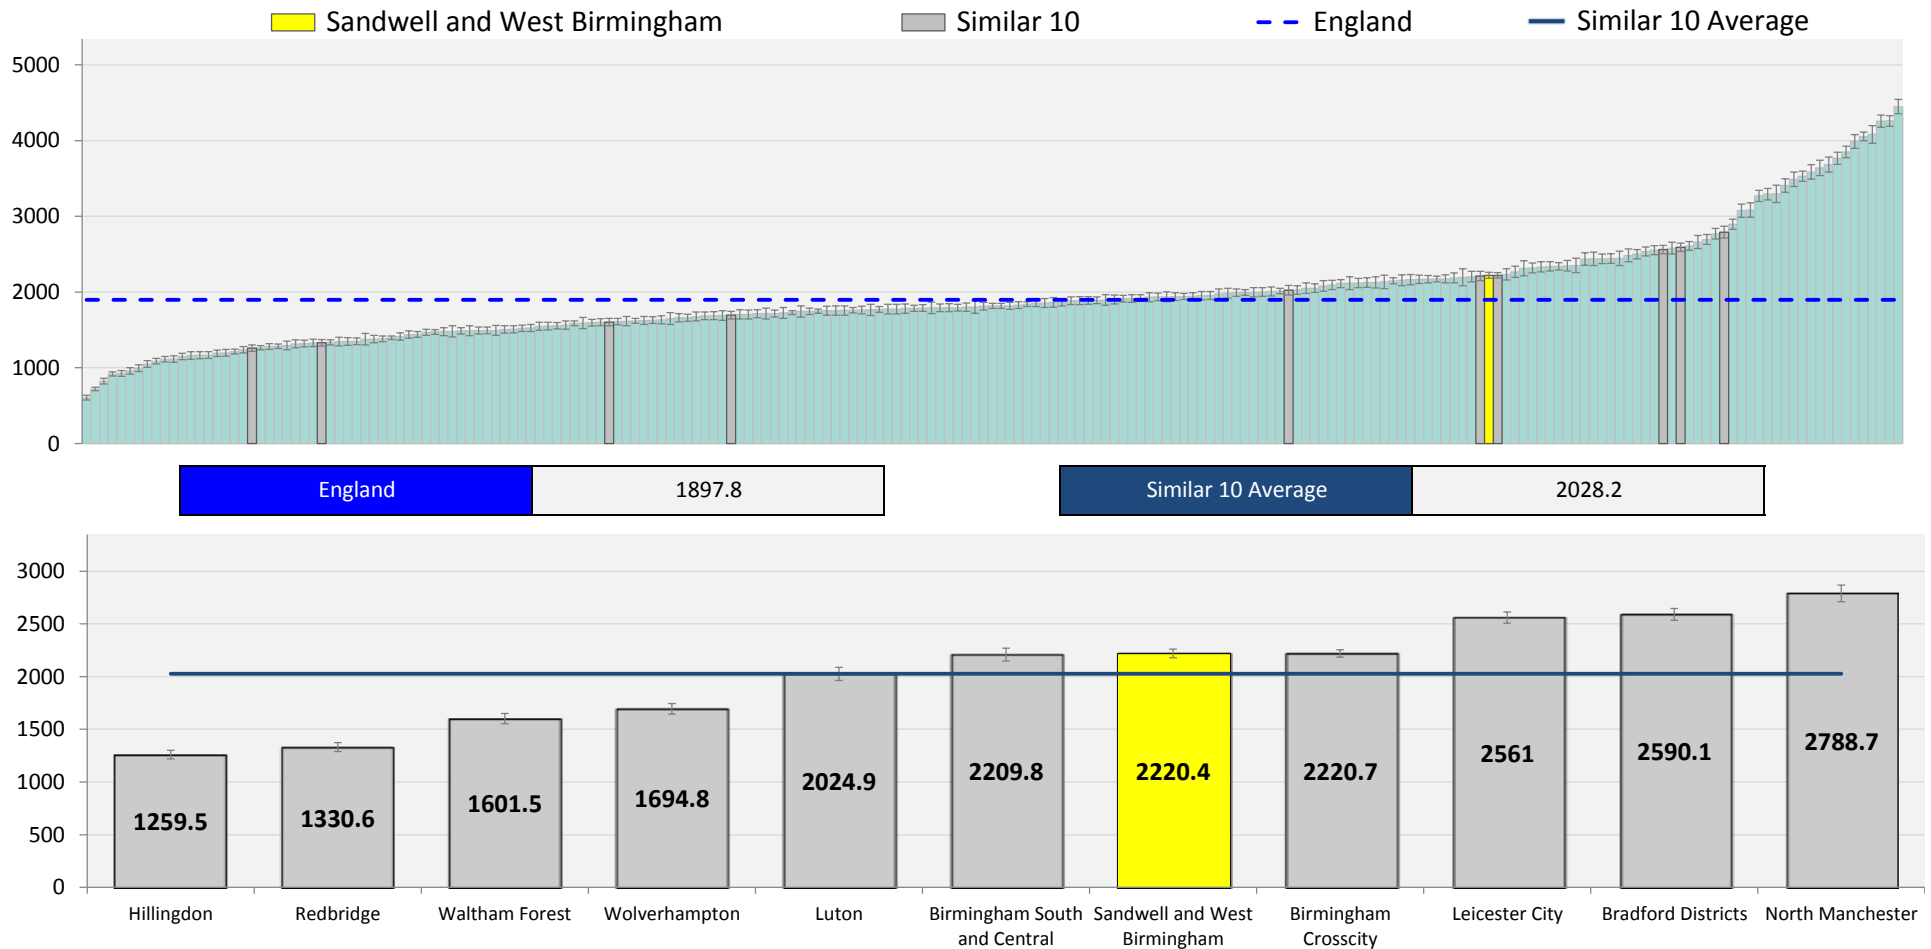 Sandwell and West Birmingham Similar 10 England Similar 10 Average
5000
4000
3000
2000
1000
0
England 1897.8 Similar 10 Average 2028.2
3000
2500
2000
1500
1000
500
0
1259.5 1330.6 1601.5 1694.8 2024.9 2209.8 2220.4 2220.7 2561 2590.1 2788.7
Hillingdon Redbridge Waltham Forest Wolverhampton Luton Birmingham South Sandwell and West Birmingham Leicester City Bradford Districts North Manchester
and Central Birmingham Crosscity